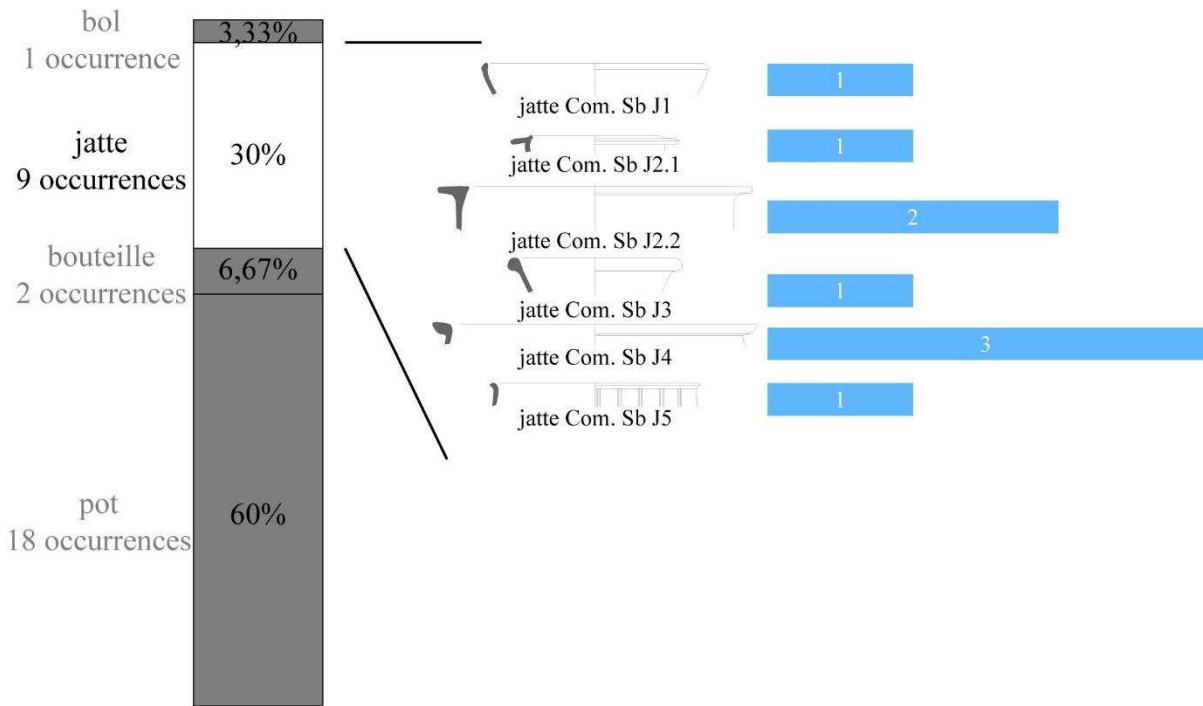 bol
1 occurrence
3,33%
jatte
9 occurrences
30%
bouteille
2 occurrences
6,67%
pot
18 occurrences
60%
jatte Com. Sb J1
1
jatte Com. Sb J2.1
1
jatte Com. Sb J2.2
2
jatte Com. Sb J3
1
jatte Com. Sb J4
3
jatte Com. Sb J5
1